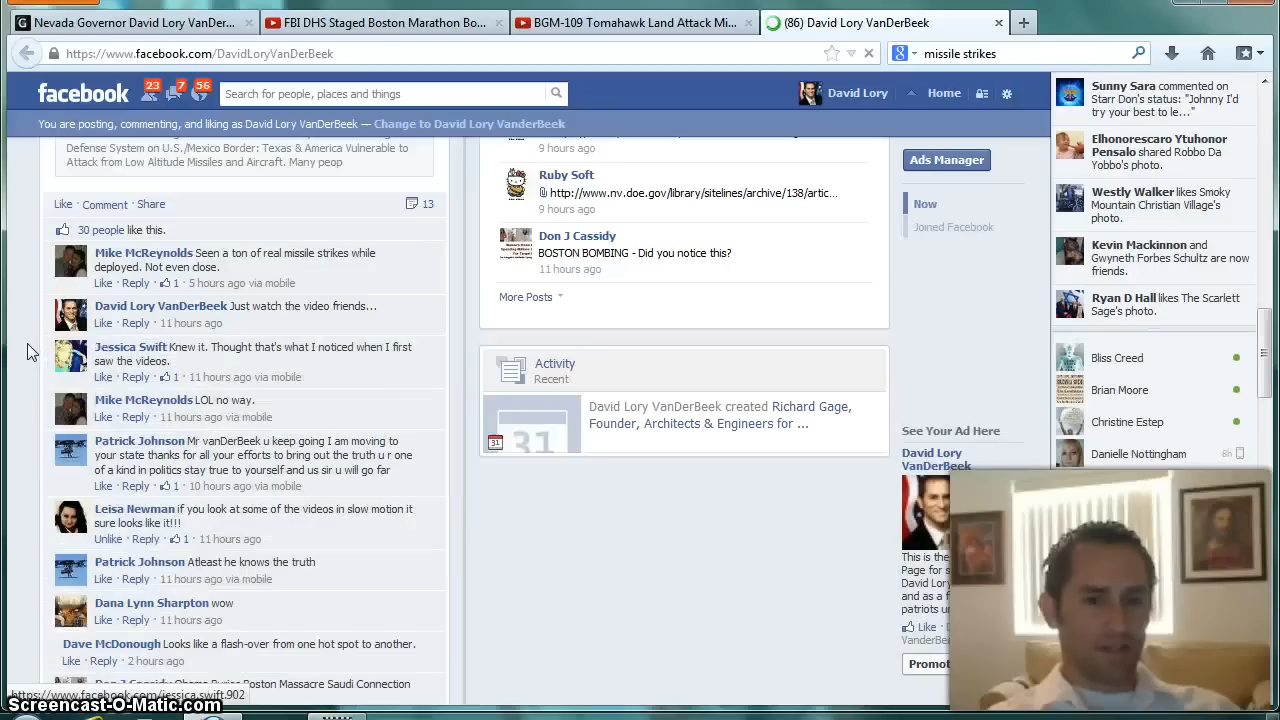 Nevada Governor David Lory VanDer...
FBI DHS Staged Boston Marathon Bo...
BGM-109 Tomahawk Land Attack Mi...
(86) David Lory VanDerBeek
https://www.facebook.com/DavidLoryVanDerBeek
missile strikes
facebook
23
7
56
Search for people, places and things
David Lory
Home
You are posting, commenting, and liking as David Lory VanDerBeek — Change to David Lory VanderBeek
Defense System on U.S./Mexico Border: Texas & America Vulnerable to
Attack from Low Altitude Missiles and Aircraft. Many peop
Like · Comment · Share
13
30 people like this.
Mike McReynolds Seen a ton of real missile strikes while
deployed. Not even close.
Like · Reply · 1 · 5 hours ago via mobile
David Lory VanDerBeek Just watch the video friends...
Like · Reply · 11 hours ago
Jessica Swift Knew it. Thought that's what I noticed when I first
saw the videos.
Like · Reply · 1 · 11 hours ago via mobile
Mike McReynolds LOL no way.
Like · Reply · 11 hours ago via mobile
Patrick Johnson Mr vanDerBeek u keep going I am moving to
your state thanks for all your efforts to bring out the truth u r one
of a kind in politics stay true to yourself and us sir u will go far
Like · Reply · 1 · 10 hours ago via mobile
Leisa Newman if you look at some of the videos in slow motion it
sure looks like it!!!
Unlike · Reply · 1 · 11 hours ago
Patrick Johnson Atleast he knows the truth
Like · Reply · 11 hours ago via mobile
Dana Lynn Sharpton wow
Like · Reply · 11 hours ago
Dave McDonough Looks like a flash-over from one hot spot to another.
Like · Reply · 2 hours ago
Don J Cassidy Obama Buries Boston Massacre Saudi Connection
https://www.facebook.com/jessica.swift.902
Screencast-O-Matic.com
9 hours ago
Ruby Soft
http://www.nv.doe.gov/library/sitelines/archive/138/artic...
9 hours ago
Don J Cassidy
BOSTON BOMBING - Did you notice this?
11 hours ago
More Posts
Activity
Recent
David Lory VanDerBeek created Richard Gage,
Founder, Architects & Engineers for ...
31
31
Ads Manager
Now
Joined Facebook
See Your Ad Here
David Lory
VanDerBeek
This is the
Page for
David Lory
and as a
patriots
Like
VanderBe
Promot
Sunny Sara commented on
Starr Don's status: "Johnny I'd
try your best to le..."
Elhonorescaro Ytuhonor
Pensalo shared Robbo Da
Yobbo's photo.
Westly Walker likes Smoky
Mountain Christian Village's
photo.
Kevin Mackinnon and
Gwyneth Forbes Schultz are now
friends.
Ryan D Hall likes The Scarlett
Sage's photo.
Bliss Creed
Brian Moore
Christine Estep
Danielle Nottingham
8h